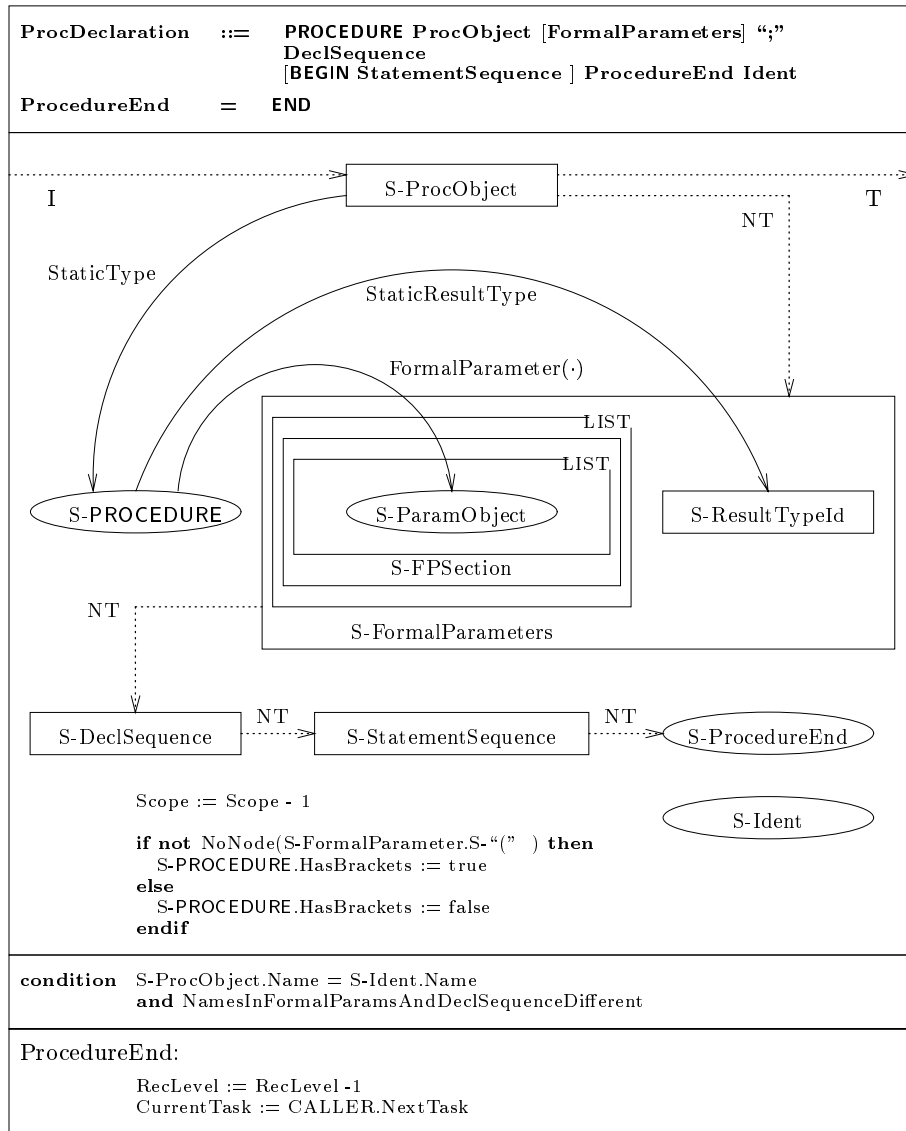 ProcDeclaration ::= PROCEDURE ProcObject [FormalParameters] “;”
DeclSequence
[BEGIN StatementSequence ] ProcedureEnd Ident
ProcedureEnd = END
S-ProcObject
I
T
NT
StaticType
StaticResultType
FormalParameter(·)
LIST
LIST
S-PROCEDURE
S-ParamObject
S-ResultTypeId
S-FPSection
NT
S-FormalParameters
S-DeclSequence
NT
S-StatementSequence
NT
S-ProcedureEnd
Scope := Scope - 1
S-Ident
if not NoNode(S-FormalParameter.S-“(” ) then
S-PROCEDURE.HasBrackets := true
else
S-PROCEDURE.HasBrackets := false
endif
condition S-ProcObject.Name = S-Ident.Name
and NamesInFormalParamsAndDeclSequenceDifferent
ProcedureEnd:
RecLevel := RecLevel -1
CurrentTask := CALLER.NextTask